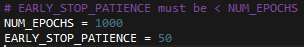 # EARLY_STOP_PATIENCE must be < NUM_EPOCHS
NUM_EPOCHS = 1000
EARLY_STOP_PATIENCE = 50